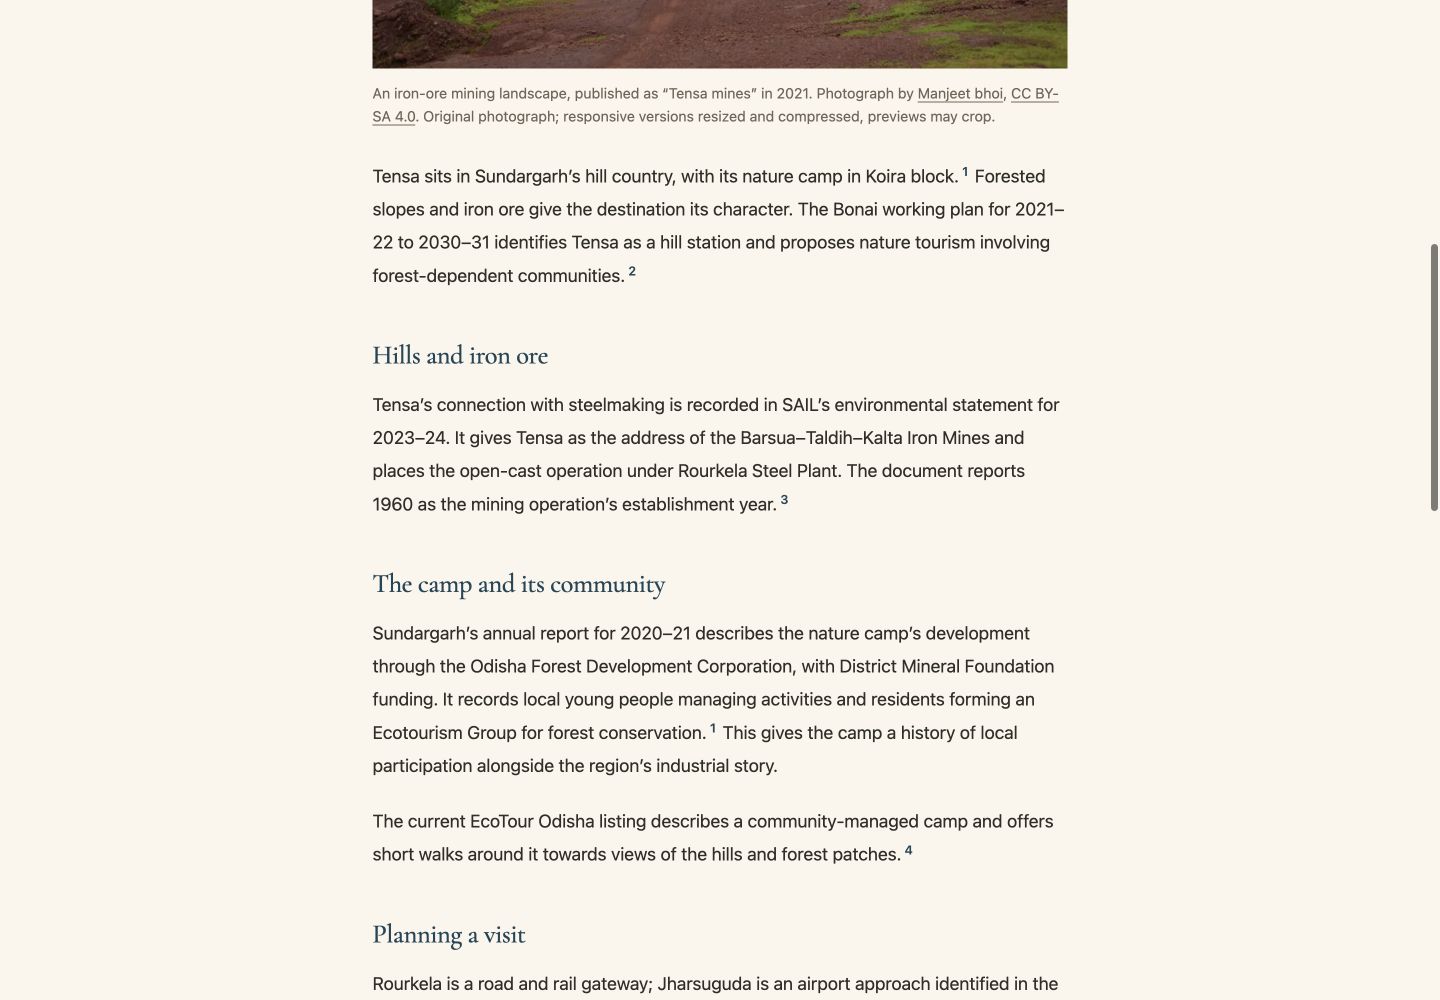 An iron-ore mining landscape, published as “Tensa mines” in 2021. Photograph by Manjeet bhoi, CC BY-
SA 4.0. Original photograph; responsive versions resized and compressed, previews may crop.
Tensa sits in Sundargarh’s hill country, with its nature camp in Koira block. 1 Forested
slopes and iron ore give the destination its character. The Bonai working plan for 2021–
22 to 2030–31 identifies Tensa as a hill station and proposes nature tourism involving
forest-dependent communities. 2
Hills and iron ore
Tensa’s connection with steelmaking is recorded in SAIL’s environmental statement for
2023–24. It gives Tensa as the address of the Barsua–Taldih–Kalta Iron Mines and
places the open-cast operation under Rourkela Steel Plant. The document reports
1960 as the mining operation’s establishment year. 3
The camp and its community
Sundargarh’s annual report for 2020–21 describes the nature camp’s development
through the Odisha Forest Development Corporation, with District Mineral Foundation
funding. It records local young people managing activities and residents forming an
Ecotourism Group for forest conservation. 1 This gives the camp a history of local
participation alongside the region’s industrial story.
The current EcoTour Odisha listing describes a community-managed camp and offers
short walks around it towards views of the hills and forest patches. 4
Planning a visit
Rourkela is a road and rail gateway; Jharsuguda is an airport approach identified in the